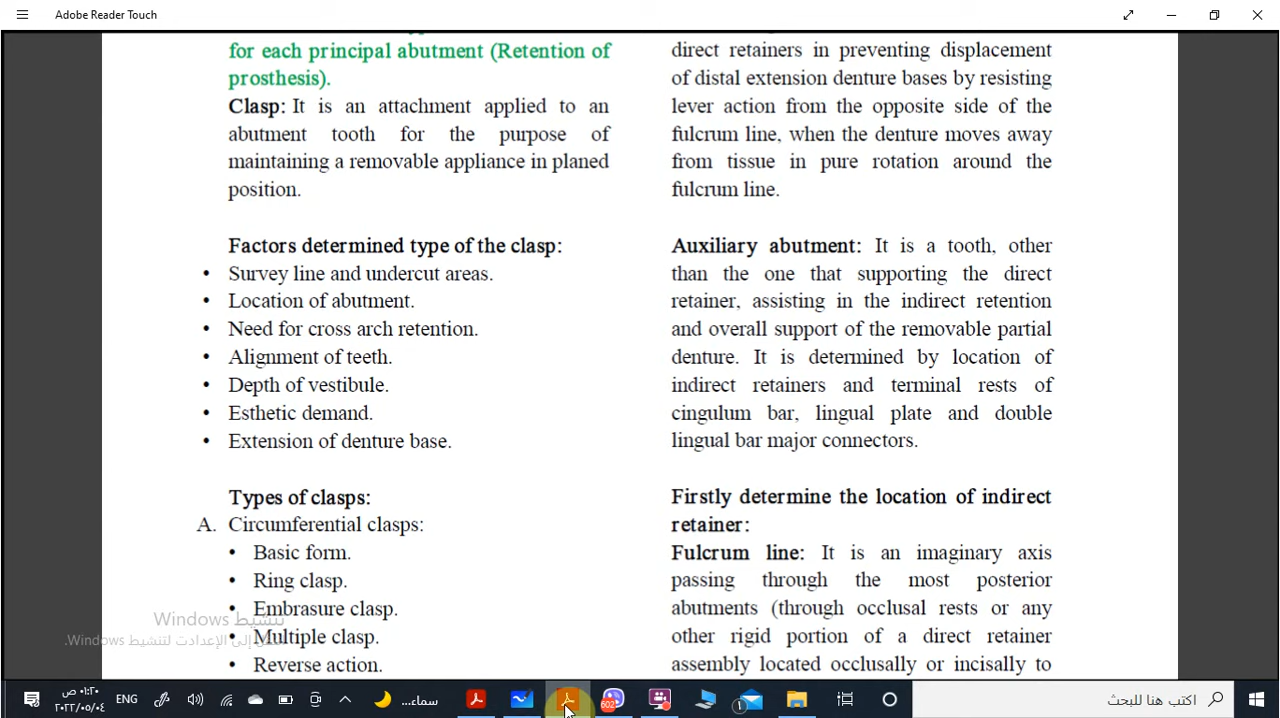 Adobe Reader Touch
for each principal abutment (Retention of
prosthesis).
Clasp: It is an attachment applied to an
abutment tooth for the purpose of
maintaining a removable appliance in planed
position.
Factors determined type of the clasp:
• Survey line and undercut areas.
• Location of abutment.
• Need for cross arch retention.
• Alignment of teeth.
• Depth of vestibule.
• Esthetic demand.
• Extension of denture base.
Types of clasps:
A. Circumferential clasps:
• Basic form.
• Ring clasp.
• Embrasure clasp.
• Multiple clasp.
• Reverse action.
direct retainers in preventing displacement
of distal extension denture bases by resisting
lever action from the opposite side of the
fulcrum line, when the denture moves away
from tissue in pure rotation around the
fulcrum line.
Auxiliary abutment: It is a tooth, other
than the one that supporting the direct
retainer, assisting in the indirect retention
and overall support of the removable partial
denture. It is determined by location of
indirect retainers and terminal rests of
cingulum bar, lingual plate and double
lingual bar major connectors.
Firstly determine the location of indirect
retainer:
Fulcrum line: It is an imaginary axis
passing through the most posterior
abutments (through occlusal rests or any
other rigid portion of a direct retainer
assembly located occlusally or incisally to
تنشيط Windows
إلى الإعدادات لتنشيط Windows.
٠١:٢٠ ص
٢٠٢٢/٠٥/٠٤
ENG
سماء...
602
1
اكتب هنا للبحث